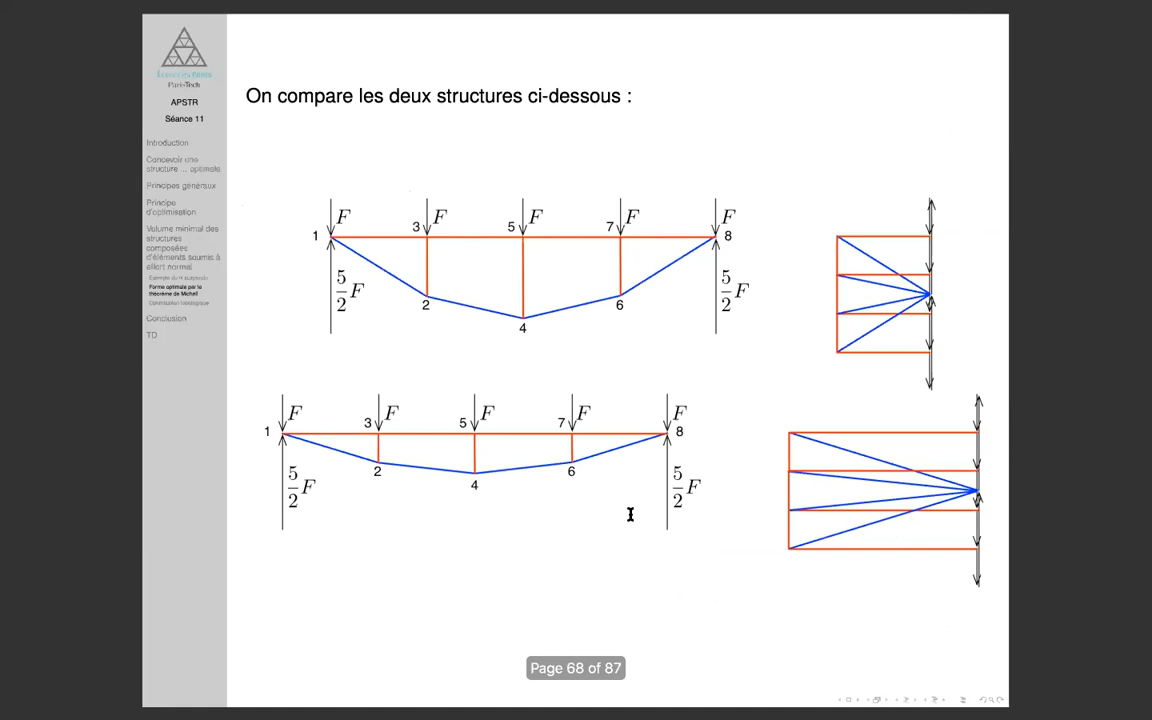 ÉCOLE DES PONTS
ParisTech
APSTR
Séance 11
Introduction
Concevoir une
structure ... optimale
Principes généraux
Principe
d'optimisation
Volume minimal des
structures
composées
d'éléments soumis à
effort normal
Forme optimale par le
théorème de Michell
Conclusion
TD
On compare les deux structures ci-dessous :
F F F F F
1 3 5 7 8
5/2 F 5/2 F
2 6
4
F F F F F
1 3 5 7 8
5/2 F 5/2 F
2 6
4
Page 68 of 87